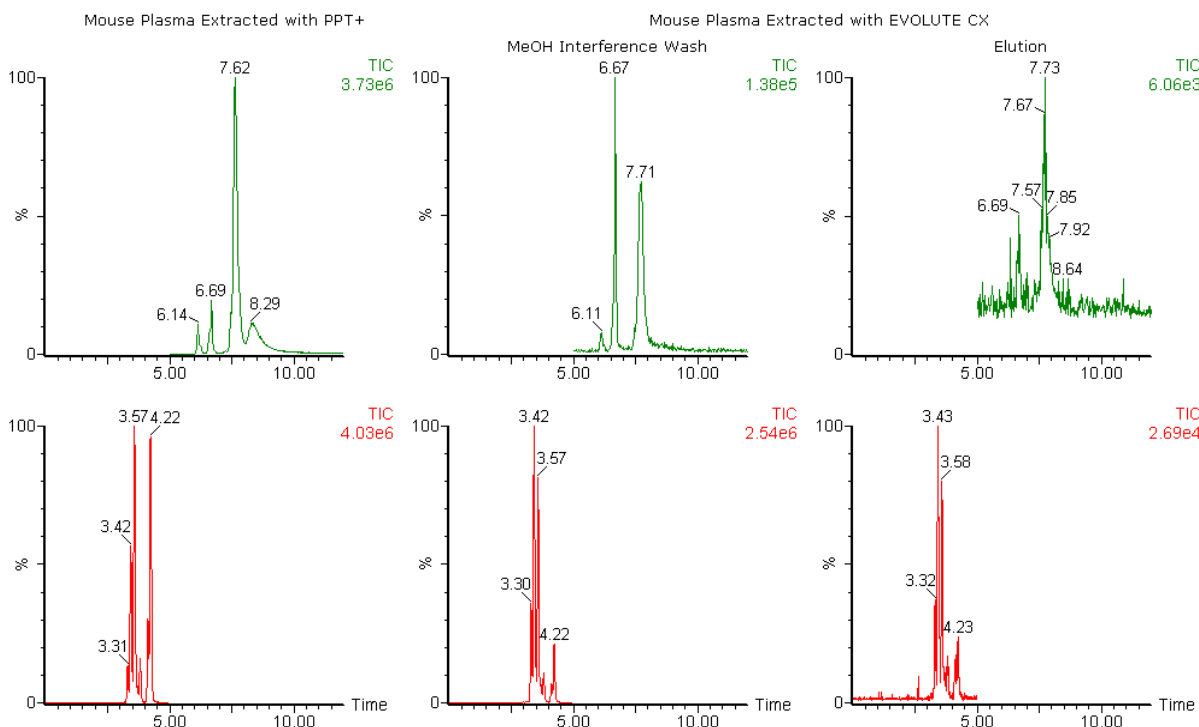 Mouse Plasma Extracted with PPT+
Mouse Plasma Extracted with EVOLUTE CX
MeOH Interference Wash
Elution
7.62
TIC
3.73e6
100
%
0
6.14
6.69
8.29
5.00
10.00
6.67
TIC
1.38e5
100
%
0
7.71
6.11
5.00
10.00
7.73
TIC
6.06e3
100
%
0
7.67
7.57
7.85
6.69
7.92
8.64
5.00
10.00
3.57
4.22
TIC
4.03e6
100
%
0
3.42
3.31
Time
5.00
10.00
3.42
TIC
2.54e6
100
%
0
3.57
3.30
4.22
Time
5.00
10.00
3.43
TIC
2.69e4
100
%
0
3.58
3.32
4.23
Time
5.00
10.00